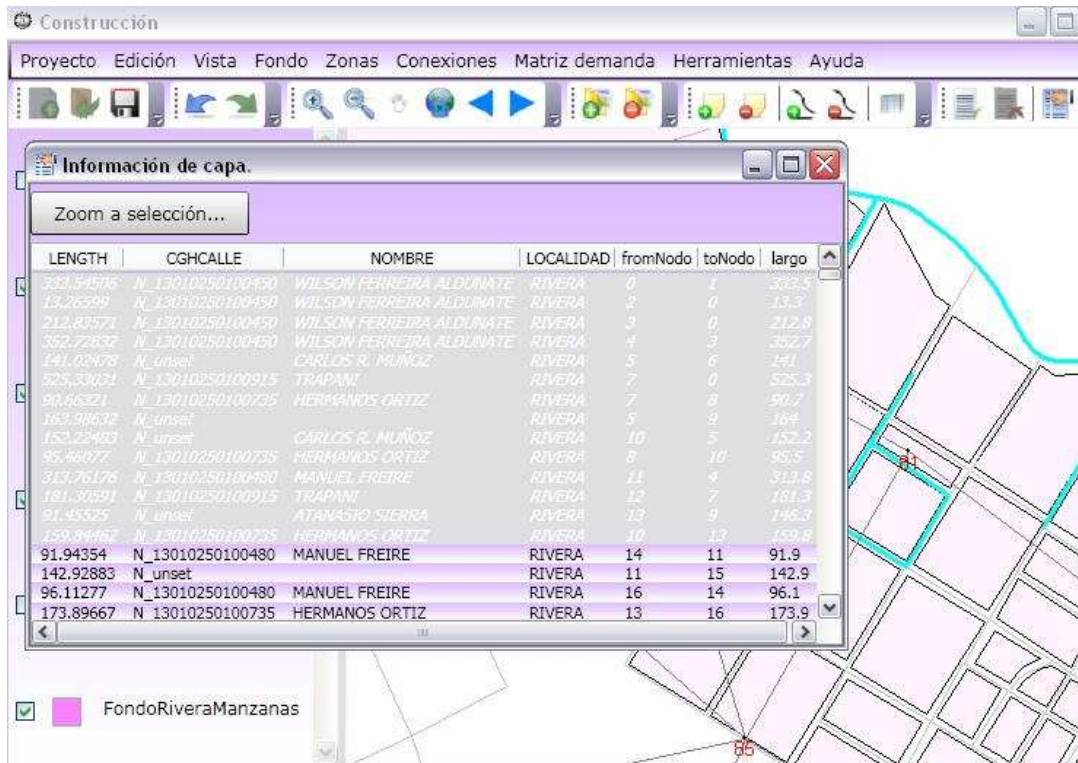 Construcción
Proyecto Edición Vista Fondo Zonas Conexiones Matriz demanda Herramientas Ayuda
Información de capa.
Zoom a selección...
LENGTH CGHCALLE NOMBRE LOCALIDAD fromNodo toNodo largo
333.54506 N_13010250100450 WILSON FERREIRA ALDUNATE RIVERA 0 1 333.5
13.26599 N_13010250100450 WILSON FERREIRA ALDUNATE RIVERA 2 0 13.3
212.83571 N_13010250100450 WILSON FERREIRA ALDUNATE RIVERA 3 0 212.8
352.72832 N_13010250100450 WILSON FERREIRA ALDUNATE RIVERA 4 3 352.7
141.02478 N_unset CARLOS R. MUÑOZ RIVERA 5 6 141
525.33031 N_13010250100915 TRAPANI RIVERA 7 0 525.3
90.66321 N_13010250100735 HERMANOS ORTIZ RIVERA 7 8 90.7
163.98632 N_unset RIVERA 5 9 164
152.22483 N_unset CARLOS R. MUÑOZ RIVERA 10 5 152.2
95.46077 N_13010250100735 HERMANOS ORTIZ RIVERA 8 10 95.5
313.76176 N_13010250100480 MANUEL FREIRE RIVERA 11 4 313.8
181.30591 N_13010250100915 TRAPANI RIVERA 12 7 181.3
91.45525 N_unset ATANASIO SIERRA RIVERA 13 9 146.3
159.84462 N_13010250100735 HERMANOS ORTIZ RIVERA 10 13 159.8
91.94354 N_13010250100480 MANUEL FREIRE RIVERA 14 11 91.9
142.92883 N_unset RIVERA 11 15 142.9
96.11277 N_13010250100480 MANUEL FREIRE RIVERA 16 14 96.1
173.89667 N_13010250100735 HERMANOS ORTIZ RIVERA 13 16 173.9
81
FondoRiveraManzanas
85